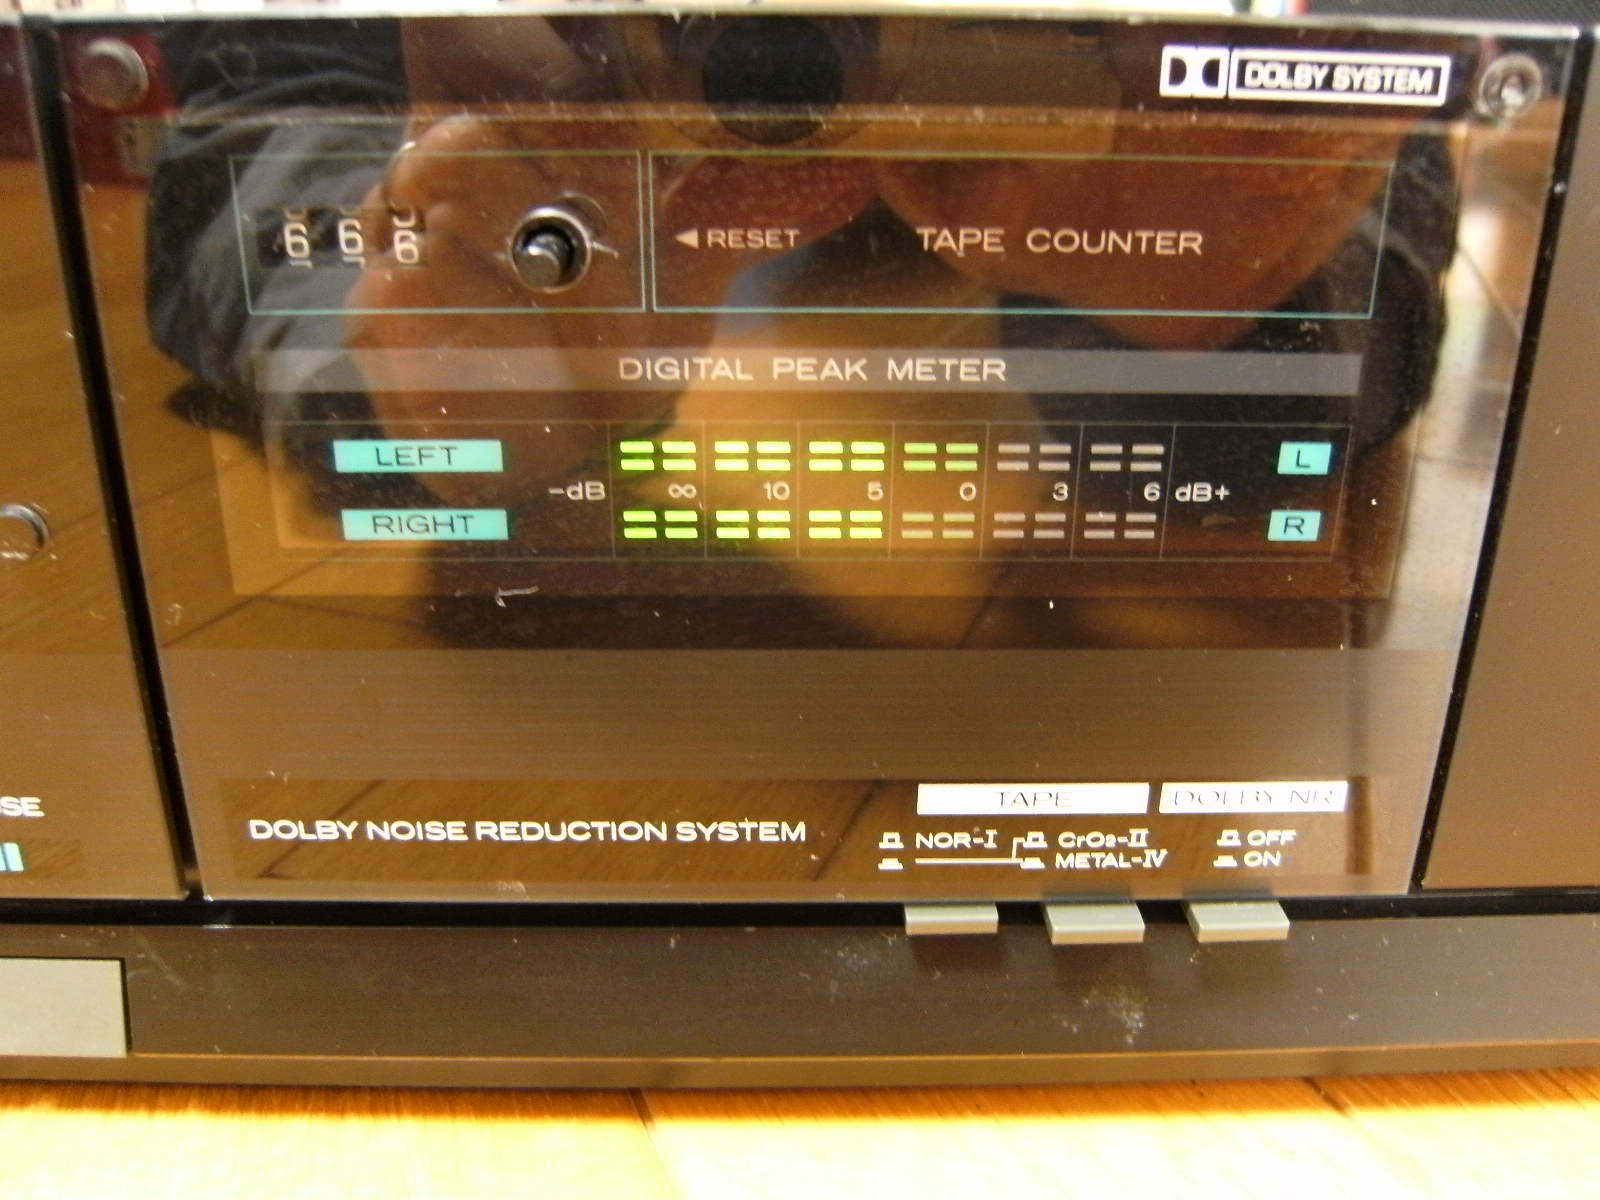 DOLBY SYSTEM
666
◀ RESET TAPE COUNTER
DIGITAL PEAK METER
LEFT L
-dB ∞ 10 5 0 3 6 dB+
RIGHT R
SE
TAPE DOLBY NR
DOLBY NOISE REDUCTION SYSTEM
NOR-I CrO2-II OFF
METAL-IV ON